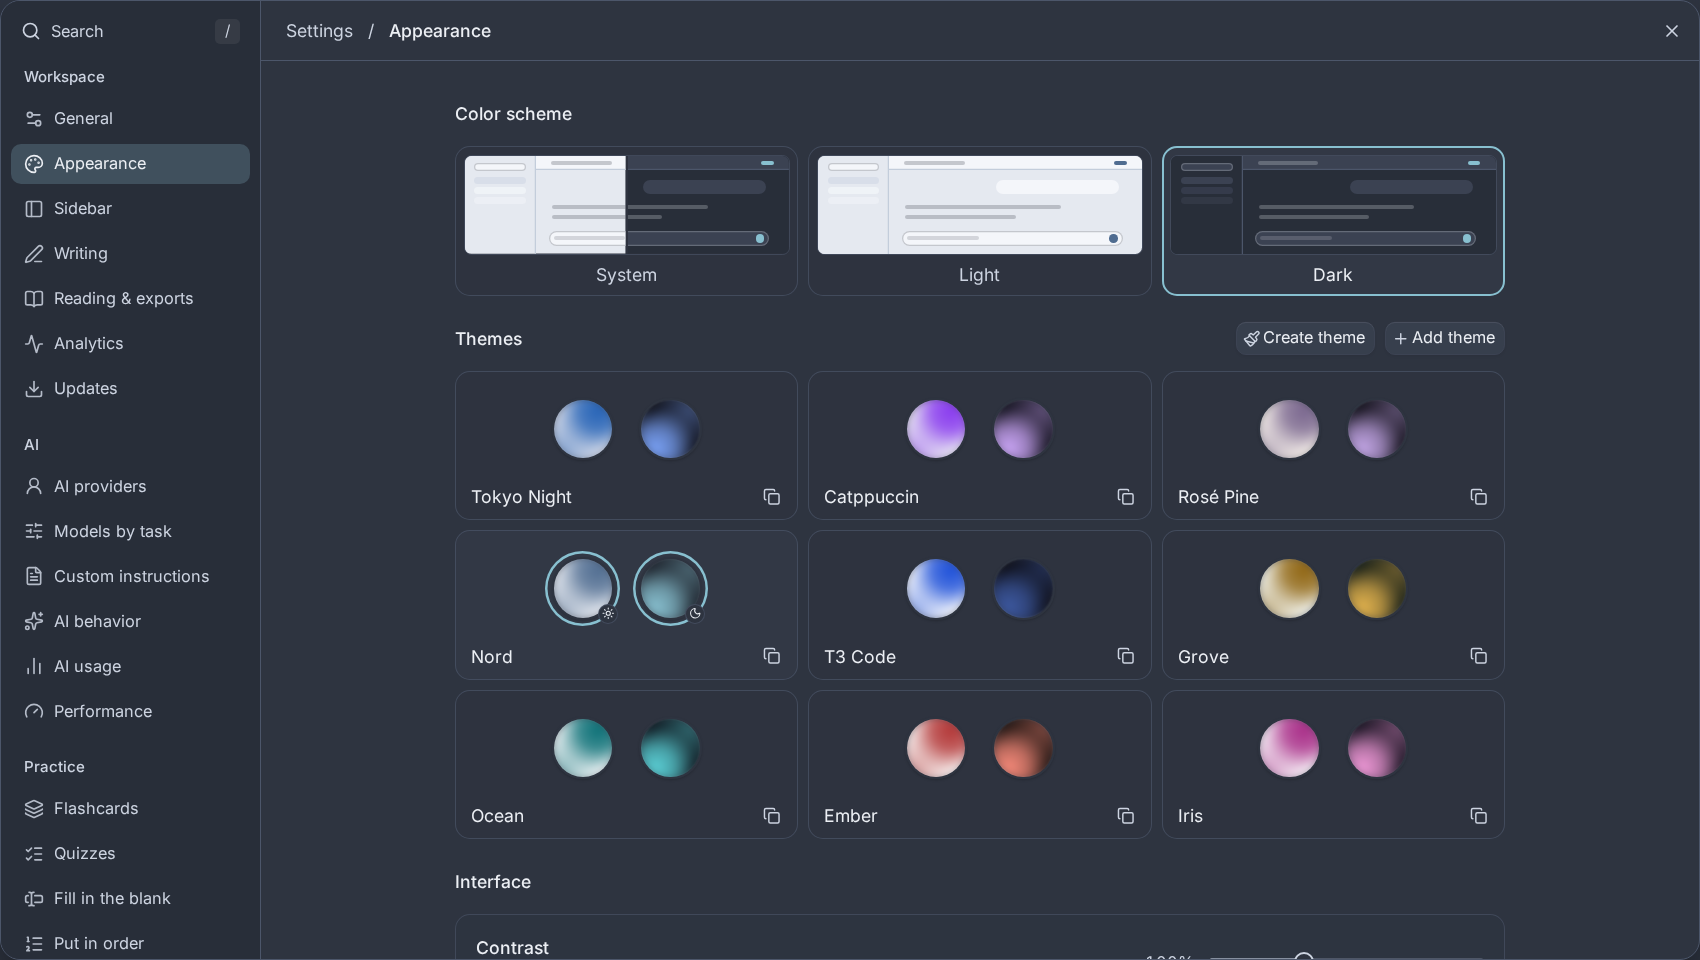 Search
/
Workspace
General
Appearance
Sidebar
Writing
Reading & exports
Analytics
Updates
AI
AI providers
Models by task
Custom instructions
AI behavior
AI usage
Performance
Practice
Flashcards
Quizzes
Fill in the blank
Put in order
Settings / Appearance
Color scheme
System
Light
Dark
Themes
Create theme
Add theme
Tokyo Night
Catppuccin
Rosé Pine
Nord
T3 Code
Grove
Ocean
Ember
Iris
Interface
Contrast